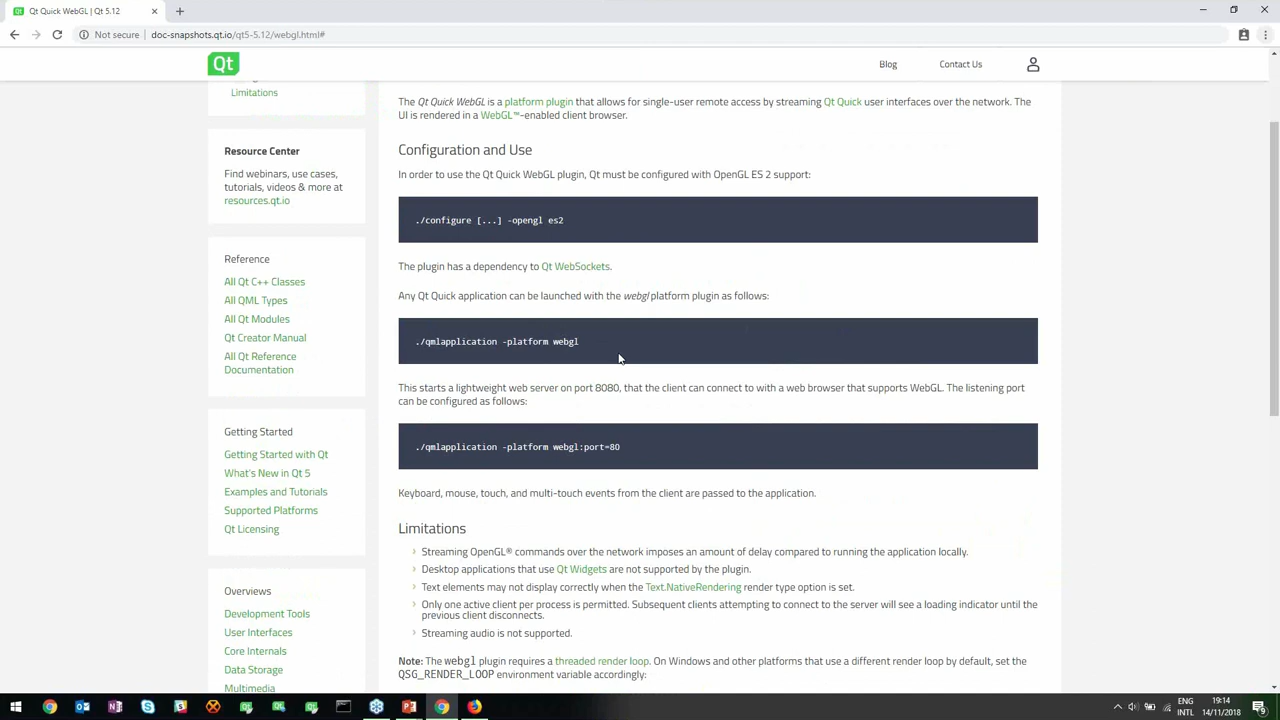 Qt Quick WebGL | Qt 5.12
Not secure | doc-snapshots.qt.io/qt5-5.12/webgl.html#
Qt
Blog
Contact Us
Limitations
Resource Center
Find webinars, use cases,
tutorials, videos & more at
resources.qt.io
Reference
All Qt C++ Classes
All QML Types
All Qt Modules
Qt Creator Manual
All Qt Reference
Documentation
Getting Started
Getting Started with Qt
What's New in Qt 5
Examples and Tutorials
Supported Platforms
Qt Licensing
Overviews
Development Tools
User Interfaces
Core Internals
Data Storage
Multimedia
The Qt Quick WebGL is a platform plugin that allows for single-user remote access by streaming Qt Quick user interfaces over the network. The
UI is rendered in a WebGL™-enabled client browser.
Configuration and Use
In order to use the Qt Quick WebGL plugin, Qt must be configured with OpenGL ES 2 support:
./configure [...] -opengl es2
The plugin has a dependency to Qt WebSockets.
Any Qt Quick application can be launched with the webgl platform plugin as follows:
./qmlapplication -platform webgl
This starts a lightweight web server on port 8080, that the client can connect to with a web browser that supports WebGL. The listening port
can be configured as follows:
./qmlapplication -platform webgl:port=80
Keyboard, mouse, touch, and multi-touch events from the client are passed to the application.
Limitations
Streaming OpenGL® commands over the network imposes an amount of delay compared to running the application locally.
Desktop applications that use Qt Widgets are not supported by the plugin.
Text elements may not display correctly when the Text.NativeRendering render type option is set.
Only one active client per process is permitted. Subsequent clients attempting to connect to the server will see a loading indicator until the
previous client disconnects.
Streaming audio is not supported.
Note: The webgl plugin requires a threaded render loop. On Windows and other platforms that use a different render loop by default, set the
QSG_RENDER_LOOP environment variable accordingly:
ENG
INTL
19:14
14/11/2018